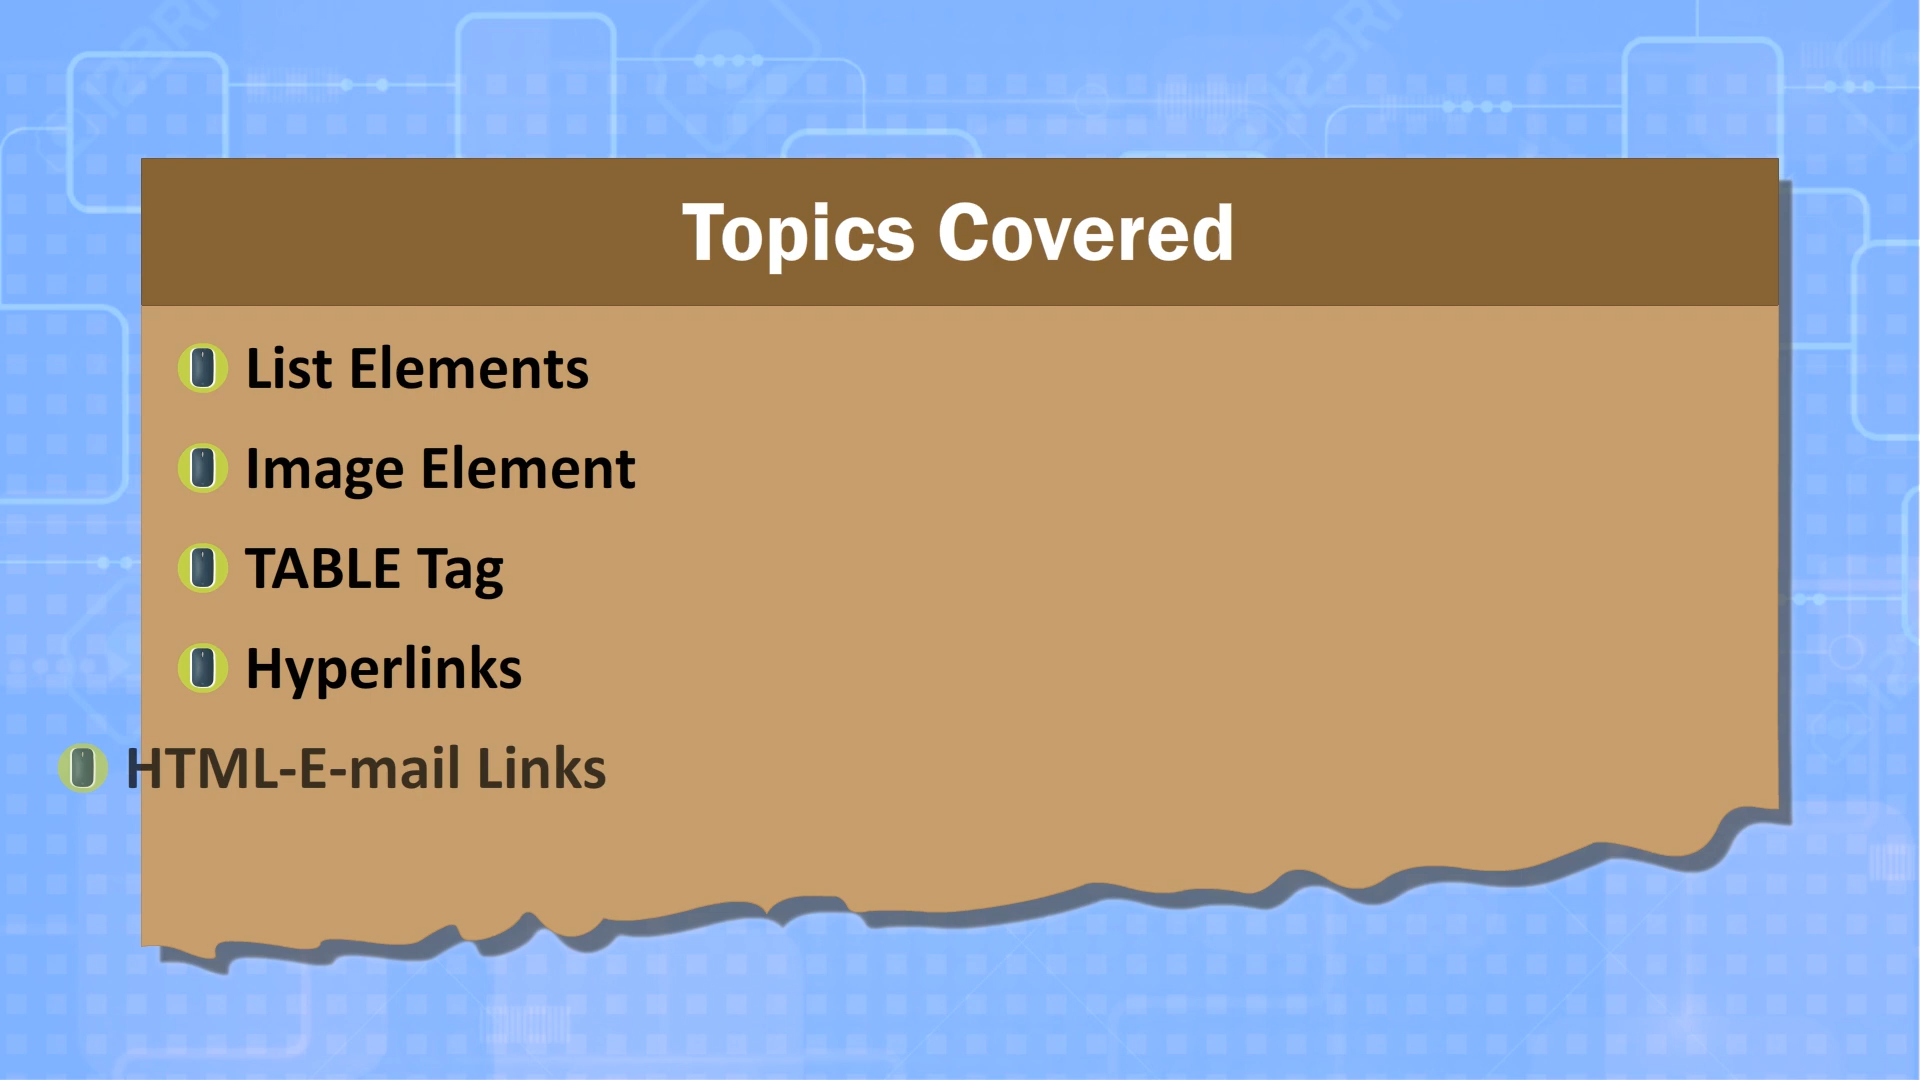 Topics Covered
List Elements
Image Element
TABLE Tag
Hyperlinks
HTML-E-mail Links